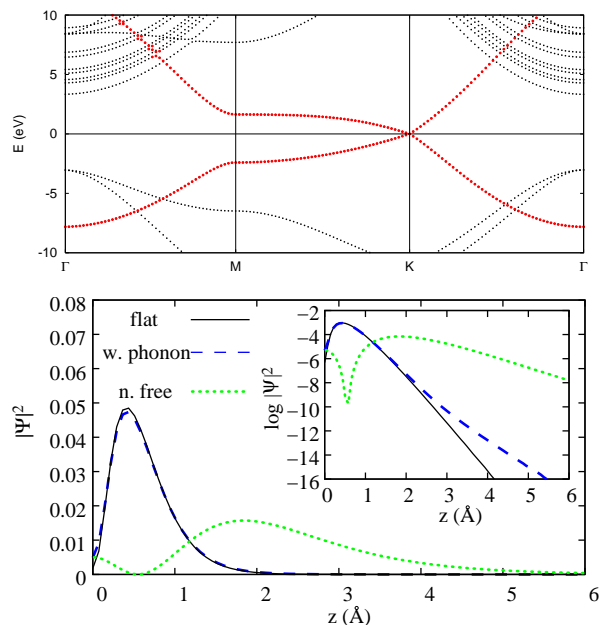 10
5
0
-5
-10
E (eV)
Γ M K Γ
0.08
0.07
0.06
0.05
0.04
0.03
0.02
0.01
0
|Ψ|²
flat
w. phonon
n. free
0 1 2 3 4 5 6
z (Å)
−2
−4
−6
−8
−10
−12
−14
−16
log |Ψ|²
0 1 2 3 4 5 6
z (Å)